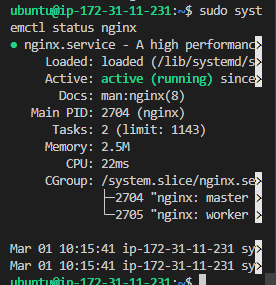 ubuntu@ip-172-31-11-231:~$ sudo syst
emctl status nginx
● nginx.service - A high performanc>
Loaded: loaded (/lib/systemd/s>
Active: active (running) since>
Docs: man:nginx(8)
Main PID: 2704 (nginx)
Tasks: 2 (limit: 1143)
Memory: 2.5M
CPU: 22ms
CGroup: /system.slice/nginx.se>
├─2704 "nginx: master >
└─2705 "nginx: worker >
Mar 01 10:15:41 ip-172-31-11-231 sy>
Mar 01 10:15:41 ip-172-31-11-231 sy>
ubuntu@ip-172-31-11-231:~$